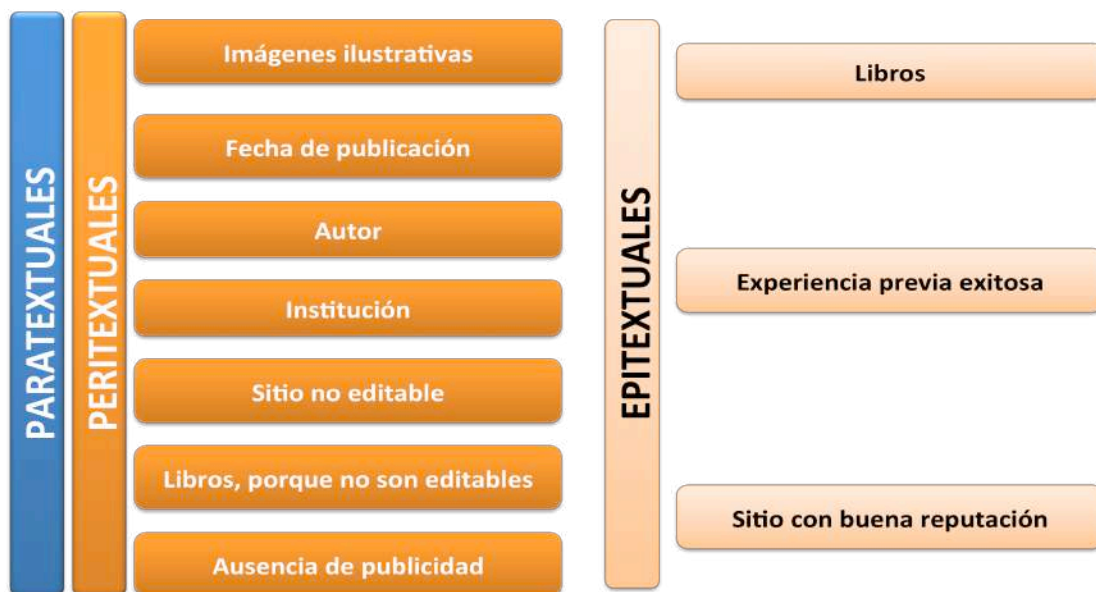 PARATEXTUALES
PERITEXTUALES
Imágenes ilustrativas
Fecha de publicación
Autor
Institución
Sitio no editable
Libros, porque no son editables
Ausencia de publicidad
EPITEXTUALES
Libros
Experiencia previa exitosa
Sitio con buena reputación